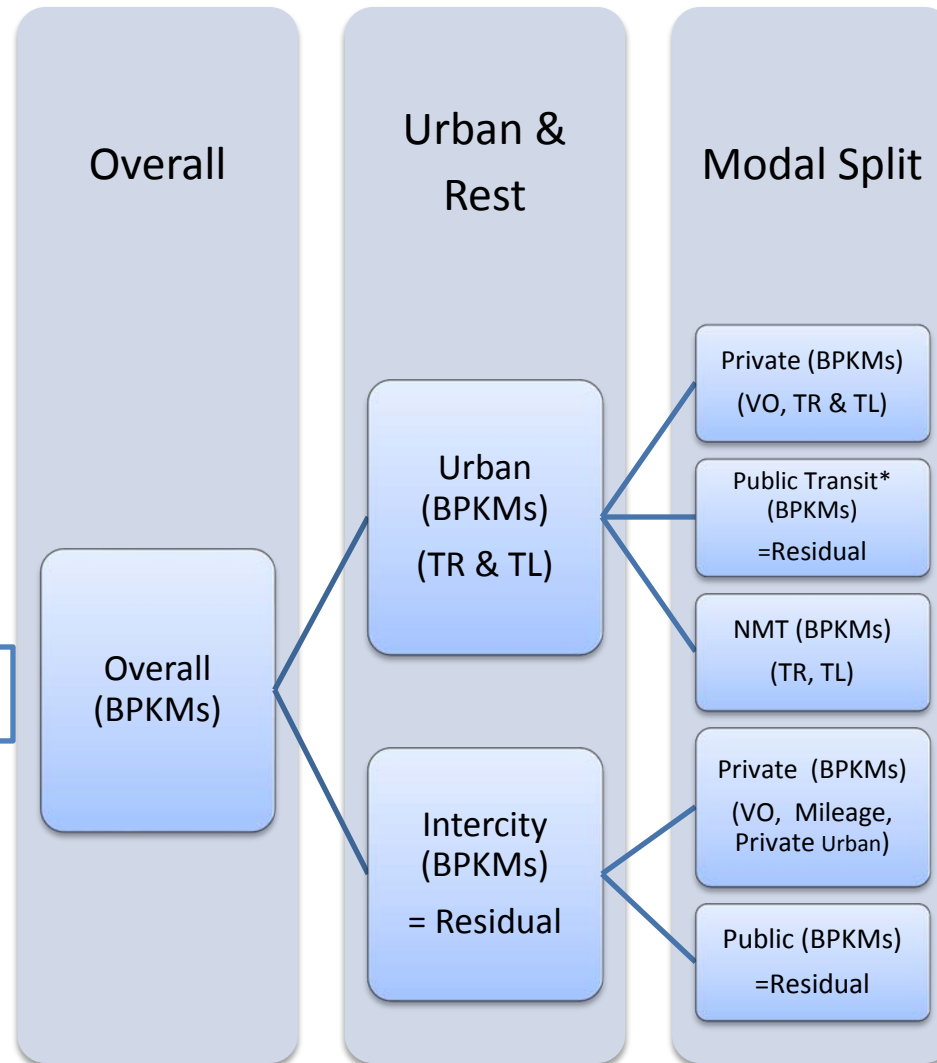 Overall
Urban &
Rest
Modal Split
Overall
(BPKMs)
Urban
(BPKMs)
(TR & TL)
Intercity
(BPKMs)
= Residual
Private (BPKMs)
(VO, TR & TL)
Public Transit*
(BPKMs)
=Residual
NMT (BPKMs)
(TR, TL)
Private (BPKMs)
(VO, Mileage,
Private Urban)
Public (BPKMs)
=Residual